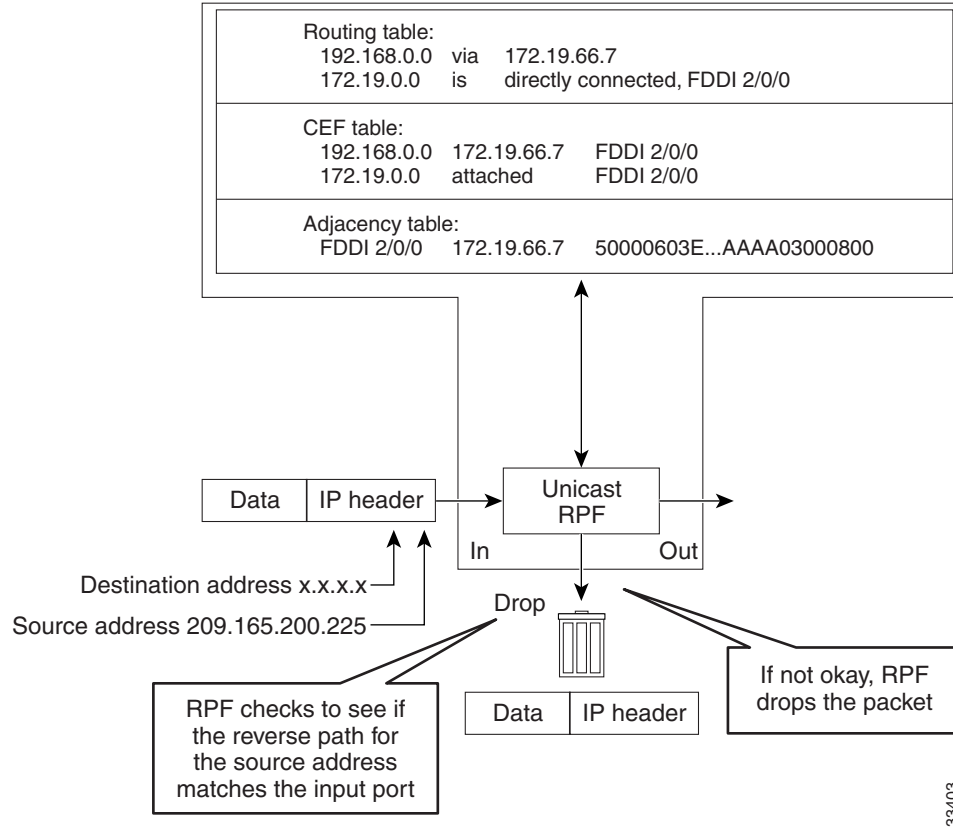 Routing table:
192.168.0.0 via 172.19.66.7
172.19.0.0 is directly connected, FDDI 2/0/0
CEF table:
192.168.0.0 172.19.66.7 FDDI 2/0/0
172.19.0.0 attached FDDI 2/0/0
Adjacency table:
FDDI 2/0/0 172.19.66.7 50000603E...AAAA03000800
Data IP header
Unicast
RPF
In Out
Destination address x.x.x.x
Source address 209.165.200.225
Drop
RPF checks to see if
the reverse path for
the source address
matches the input port
Data IP header
If not okay, RPF
drops the packet
33403